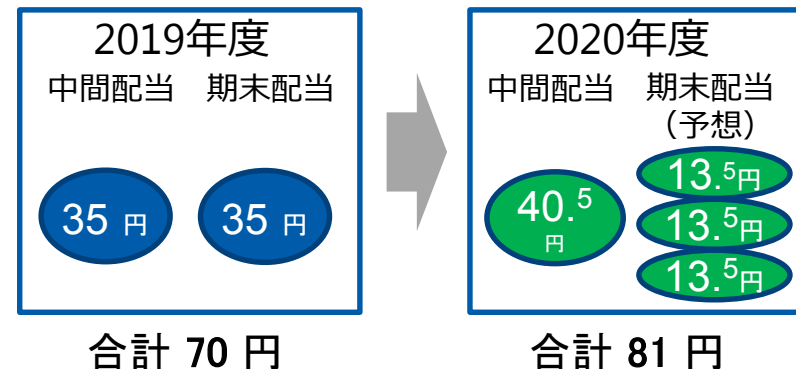 2019年度
中間配当 期末配当
35 円 35 円
合計 70 円
2020年度
中間配当 期末配当
(予想)
40.5
円
13.5円
13.5円
13.5円
合計 81 円